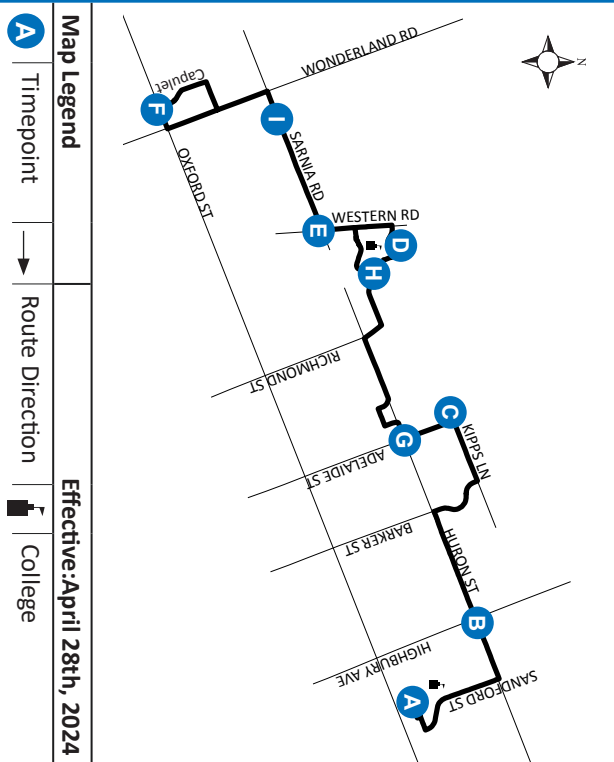 N
WONDERLAND RD
Capulet
F
I
SARNIA RD
OXFORD ST
WESTERN RD
E
D
H
RICHMOND ST
C
KIPPS LN
G
ADELAIDE ST
BARKER ST
HURON ST
B
HIGHBURY AVE
SANDFORD ST
A
Map Legend
Effective:April 28th, 2024
A Timepoint
Route Direction
College